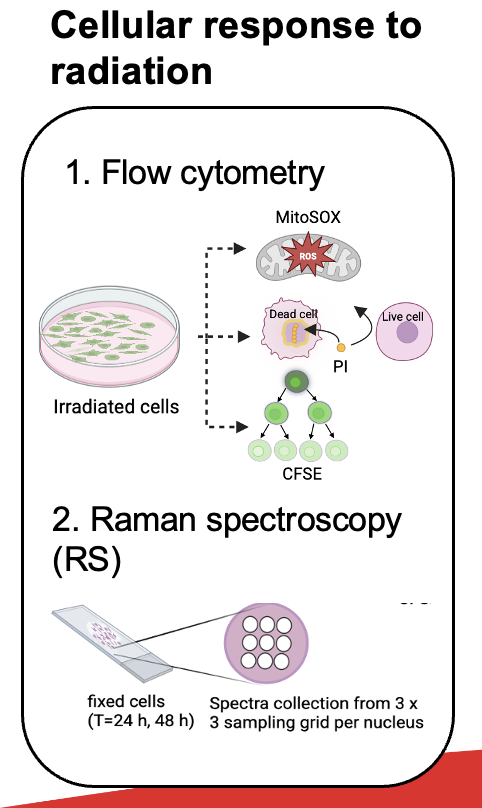 Cellular response to
radiation
1. Flow cytometry
MitoSOX
ROS
Dead cell
Live cell
PI
Irradiated cells
CFSE
2. Raman spectroscopy
(RS)
fixed cells
(T=24 h, 48 h)
Spectra collection from 3 x
3 sampling grid per nucleus